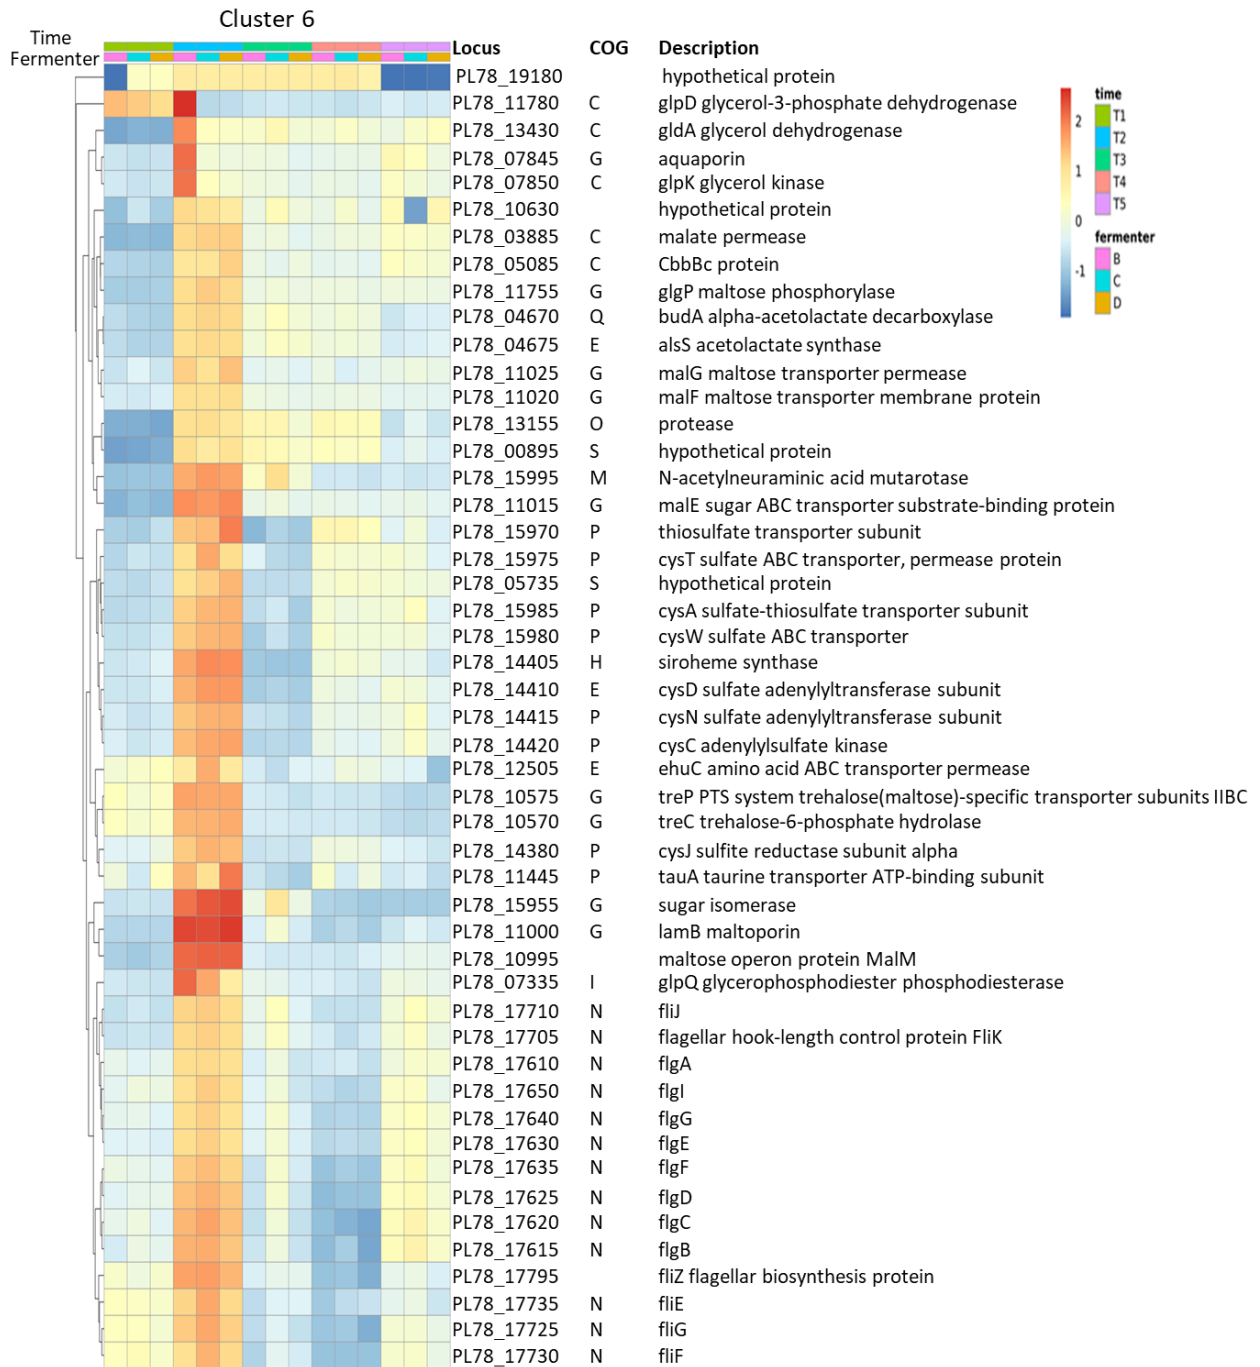 Cluster 6
Time
Fermenter
Locus COG Description
PL78_19180 hypothetical protein
PL78_11780 C glpD glycerol-3-phosphate dehydrogenase
PL78_13430 C gldA glycerol dehydrogenase
PL78_07845 G aquaporin
PL78_07850 C glpK glycerol kinase
PL78_10630 hypothetical protein
PL78_03885 C malate permease
PL78_05085 C CbbBc protein
PL78_11755 G glgP maltose phosphorylase
PL78_04670 Q budA alpha-acetolactate decarboxylase
PL78_04675 E alsS acetolactate synthase
PL78_11025 G malG maltose transporter permease
PL78_11020 G malF maltose transporter membrane protein
PL78_13155 O protease
PL78_00895 S hypothetical protein
PL78_15995 M N-acetylneuraminic acid mutarotase
PL78_11015 G malE sugar ABC transporter substrate-binding protein
PL78_15970 P thiosulfate transporter subunit
PL78_15975 P cysT sulfate ABC transporter, permease protein
PL78_05735 S hypothetical protein
PL78_15985 P cysA sulfate-thiosulfate transporter subunit
PL78_15980 P cysW sulfate ABC transporter
PL78_14405 H siroheme synthase
PL78_14410 E cysD sulfate adenylyltransferase subunit
PL78_14415 P cysN sulfate adenylyltransferase subunit
PL78_14420 P cysC adenylylsulfate kinase
PL78_12505 E ehuC amino acid ABC transporter permease
PL78_10575 G treP PTS system trehalose(maltose)-specific transporter subunits IIBC
PL78_10570 G treC trehalose-6-phosphate hydrolase
PL78_14380 P cysJ sulfite reductase subunit alpha
PL78_11445 P tauA taurine transporter ATP-binding subunit
PL78_15955 G sugar isomerase
PL78_11000 G lamB maltoporin
PL78_10995 maltose operon protein MalM
PL78_07335 I glpQ glycerophosphodiester phosphodiesterase
PL78_17710 N fliJ
PL78_17705 N flagellar hook-length control protein FliK
PL78_17610 N flgA
PL78_17650 N flgI
PL78_17640 N flgG
PL78_17630 N flgE
PL78_17635 N flgF
PL78_17625 N flgD
PL78_17620 N flgC
PL78_17615 N flgB
PL78_17795 fliZ flagellar biosynthesis protein
PL78_17735 N fliE
PL78_17725 N fliG
PL78_17730 N fliF
2
1
0
-1
time
T1
T2
T3
T4
T5
fermenter
B
C
D